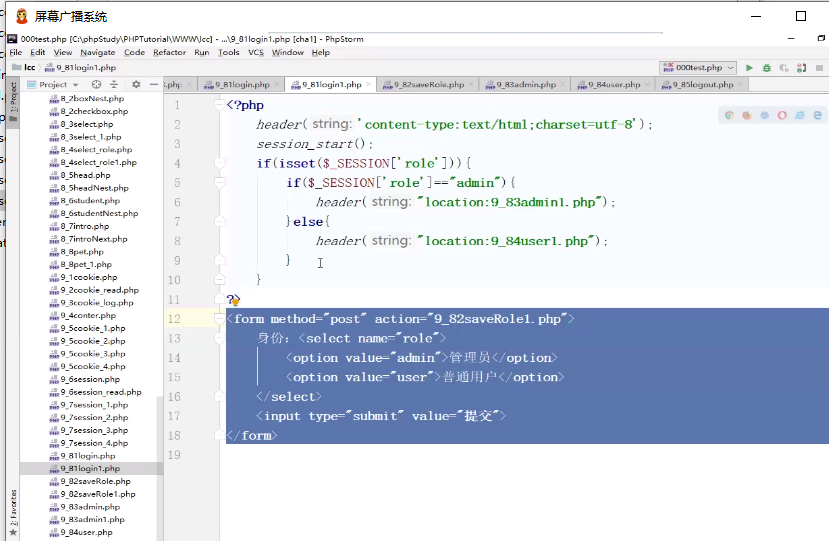 屏幕广播系统
000test.php [C:\phpStudy\PHPTutorial\WWW\lcc] - ...\9_81login1.php [cha1] - PhpStorm
File Edit View Navigate Code Refactor Run Tools VCS Window Help
lcc 9_81login1.php 000test.php
Project .php 9_81login.php 9_81login1.php 9_82saveRole.php 9_83admin.php 9_84user.php 9_85logout.php
1: Project
8_2boxNest.php
8_2checkbox.php
8_3select.php
8_3select_1.php
8_4select_role.php
8_4select_role1.php
8_5head.php
8_5headNest.php
8_6student.php
8_6studentNest.php
8_7intro.php
8_7introNext.php
8_8pet.php
8_8pet_1.php
9_1cookie.php
9_2cookie_read.php
9_3cookie_log.php
9_4conter.php
9_5cookie_1.php
9_5cookie_2.php
9_5cookie_3.php
9_5cookie_4.php
9_6session.php
9_6session_read.php
9_7session_1.php
9_7session_2.php
9_7session_3.php
9_7session_4.php
9_81login.php
9_81login1.php
9_82saveRole.php
9_82saveRole1.php
9_83admin.php
9_83admin1.php
9_84user.php
2: Favorites
1 <?php
2 header( string: 'content-type:text/html;charset=utf-8');
3 session_start();
4 if(isset($_SESSION['role'])){
5 if($_SESSION['role']=="admin"){
6 header( string: "location:9_83admin1.php");
7 }else{
8 header( string: "location:9_84user1.php");
9 }
10 }
11 ?>
12 <form method="post" action="9_82saveRole1.php">
13 身份：<select name="role">
14 <option value="admin">管理员</option>
15 <option value="user">普通用户</option>
16 </select>
17 <input type="submit" value="提交">
18 </form>
19